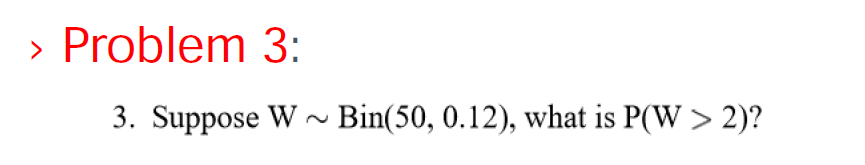 › Problem 3:
3. Suppose W ~ Bin(50, 0.12), what is P(W > 2)?